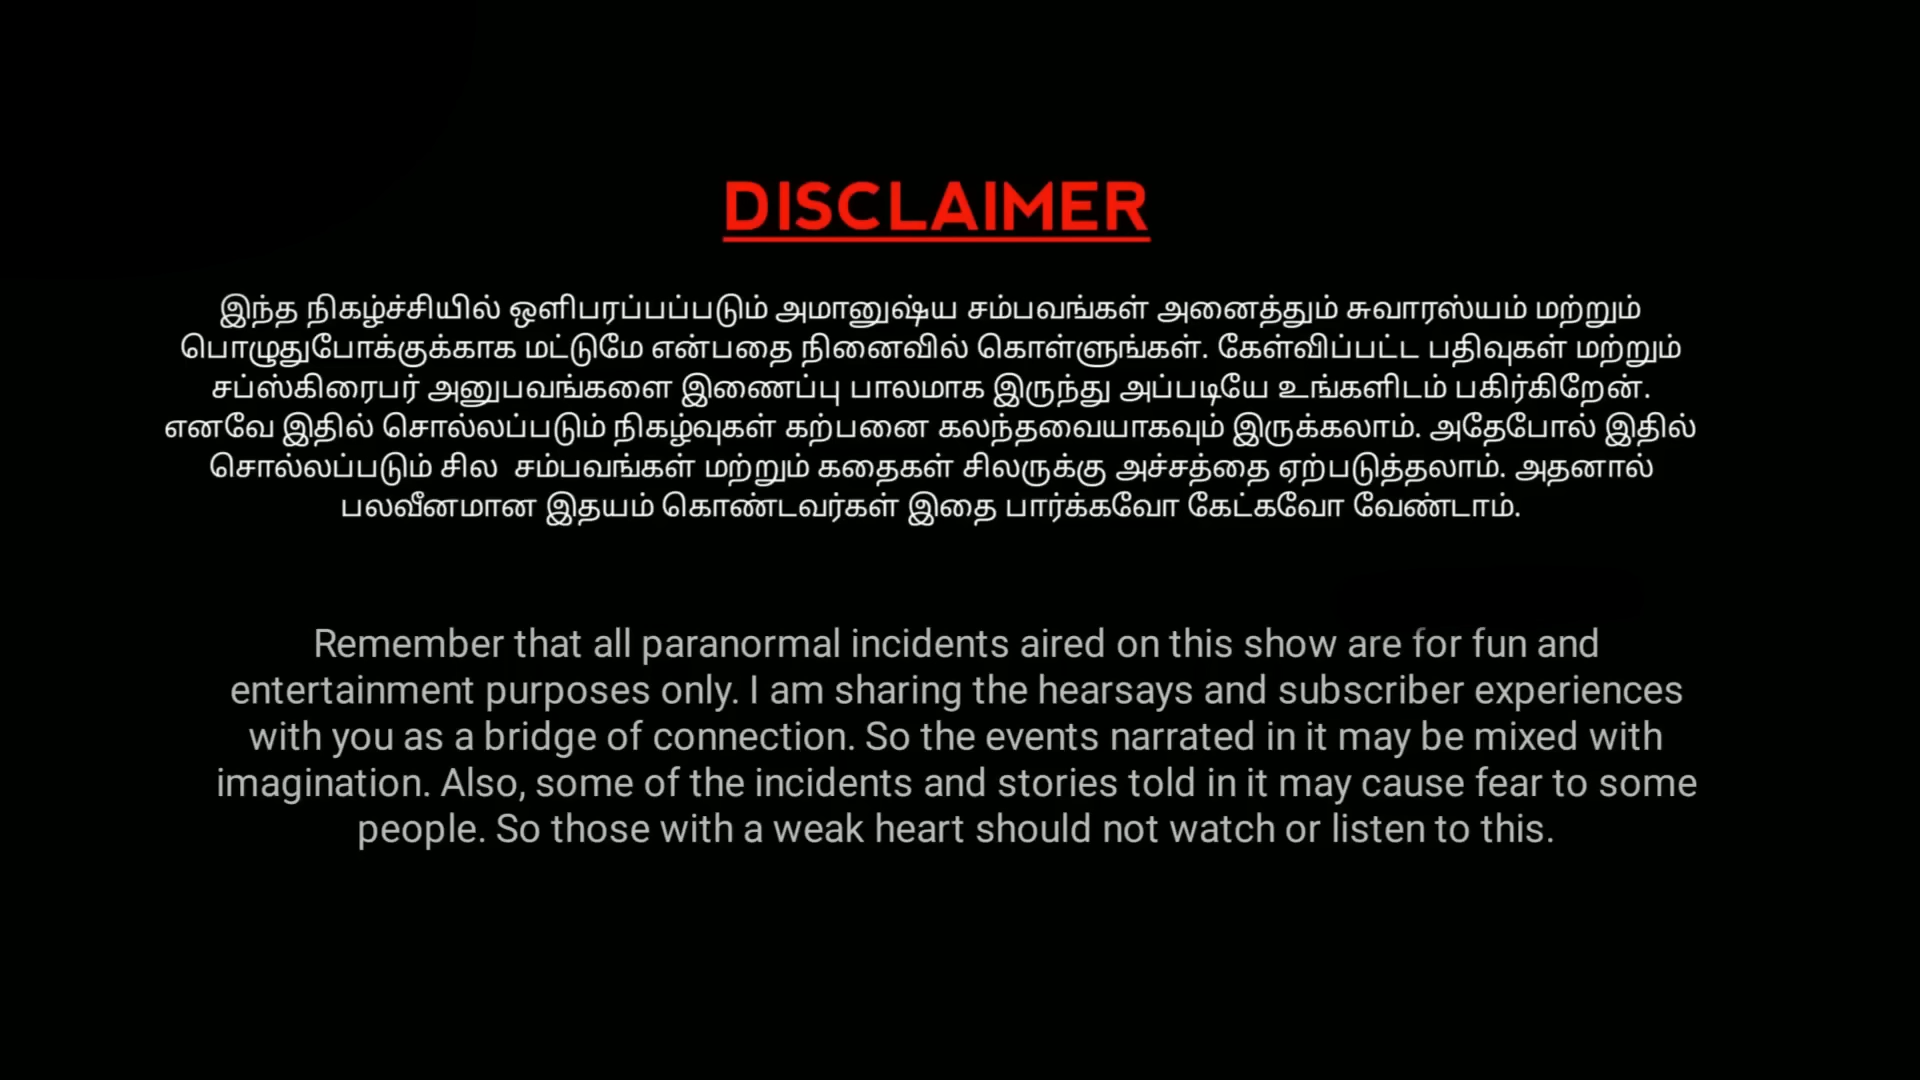 DISCLAIMER
இந்த நிகழ்ச்சியில் ஒளிபரப்பப்படும் அமானுஷ்ய சம்பவங்கள் அனைத்தும் சுவாரஸ்யம் மற்றும்
பொழுதுபோக்குக்காக மட்டுமே என்பதை நினைவில் கொள்ளுங்கள். கேள்விப்பட்ட பதிவுகள் மற்றும்
சப்ஸ்கிரைபர் அனுபவங்களை இணைப்பு பாலமாக இருந்து அப்படியே உங்களிடம் பகிர்கிறேன்.
எனவே இதில் சொல்லப்படும் நிகழ்வுகள் கற்பனை கலந்தவையாகவும் இருக்கலாம். அதேபோல் இதில்
சொல்லப்படும் சில  சம்பவங்கள் மற்றும் கதைகள் சிலருக்கு அச்சத்தை ஏற்படுத்தலாம். அதனால்
பலவீனமான இதயம் கொண்டவர்கள் இதை பார்க்கவோ கேட்கவோ வேண்டாம்.
Remember that all paranormal incidents aired on this show are for fun and
entertainment purposes only. I am sharing the hearsays and subscriber experiences
with you as a bridge of connection. So the events narrated in it may be mixed with
imagination. Also, some of the incidents and stories told in it may cause fear to some
people. So those with a weak heart should not watch or listen to this.